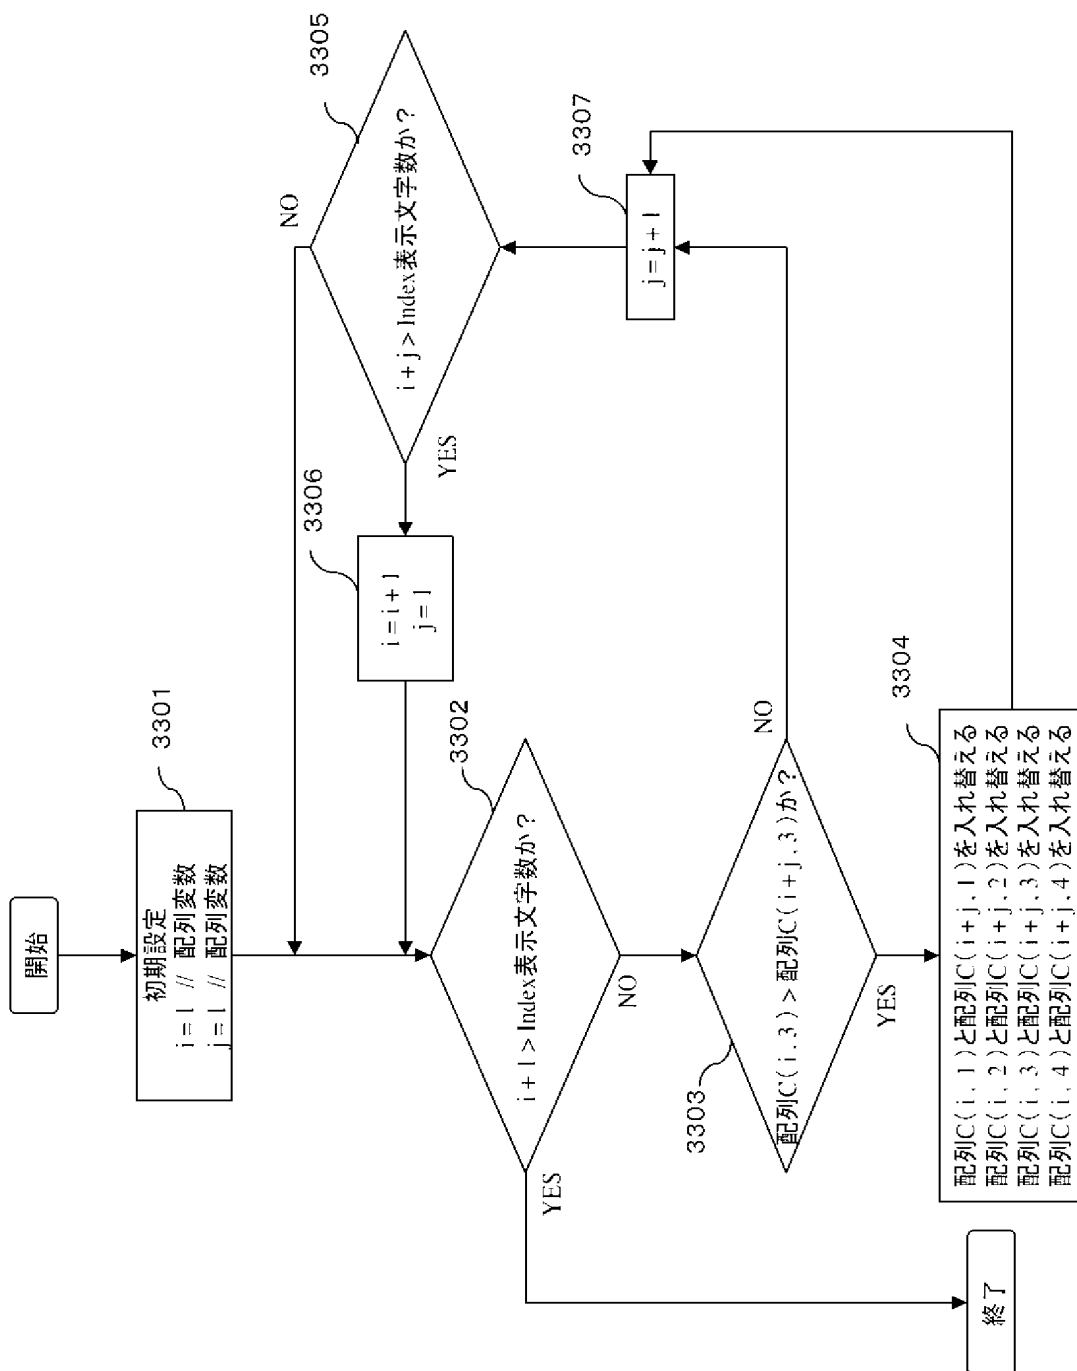 開始
3301
初期設定
i=1 // 配列変数
j=1 // 配列変数
3302
i+1>Index表示文字数か?
YES
NO
3303
配列C(i,3)>配列C(i+j,3)か?
NO
YES
3304
配列C(i,1)と配列C(i+j,1)を入れ替える
配列C(i,2)と配列C(i+j,2)を入れ替える
配列C(i,3)と配列C(i+j,3)を入れ替える
配列C(i,4)と配列C(i+j,4)を入れ替える
3307
j=j+1
3305
i+j>Index表示文字数か?
NO
YES
3306
i=i+1
j=1
終了